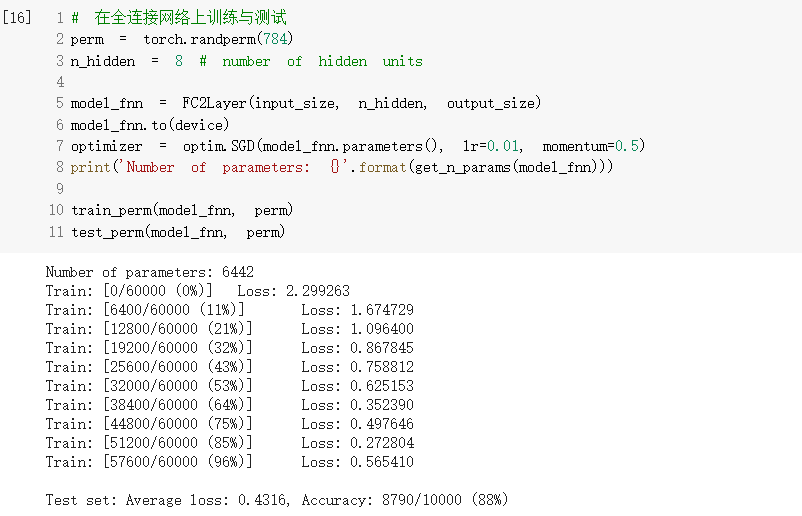 [16] 1 # 在全连接网络上训练与测试
2 perm = torch.randperm(784)
3 n_hidden = 8 # number of hidden units
4
5 model_fnn = FC2Layer(input_size, n_hidden, output_size)
6 model_fnn.to(device)
7 optimizer = optim.SGD(model_fnn.parameters(), lr=0.01, momentum=0.5)
8 print('Number of parameters: {}'.format(get_n_params(model_fnn)))
9
10 train_perm(model_fnn, perm)
11 test_perm(model_fnn, perm)
Number of parameters: 6442
Train: [0/60000 (0%)] Loss: 2.299263
Train: [6400/60000 (11%)] Loss: 1.674729
Train: [12800/60000 (21%)] Loss: 1.096400
Train: [19200/60000 (32%)] Loss: 0.867845
Train: [25600/60000 (43%)] Loss: 0.758812
Train: [32000/60000 (53%)] Loss: 0.625153
Train: [38400/60000 (64%)] Loss: 0.352390
Train: [44800/60000 (75%)] Loss: 0.497646
Train: [51200/60000 (85%)] Loss: 0.272804
Train: [57600/60000 (96%)] Loss: 0.565410
Test set: Average loss: 0.4316, Accuracy: 8790/10000 (88%)